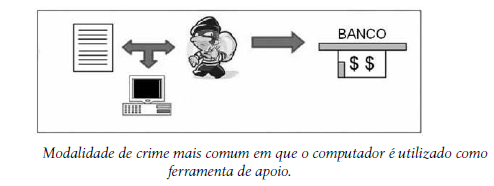 BANCO
$ $
Modalidade de crime mais comum em que o computador é utilizado como
ferramenta de apoio.